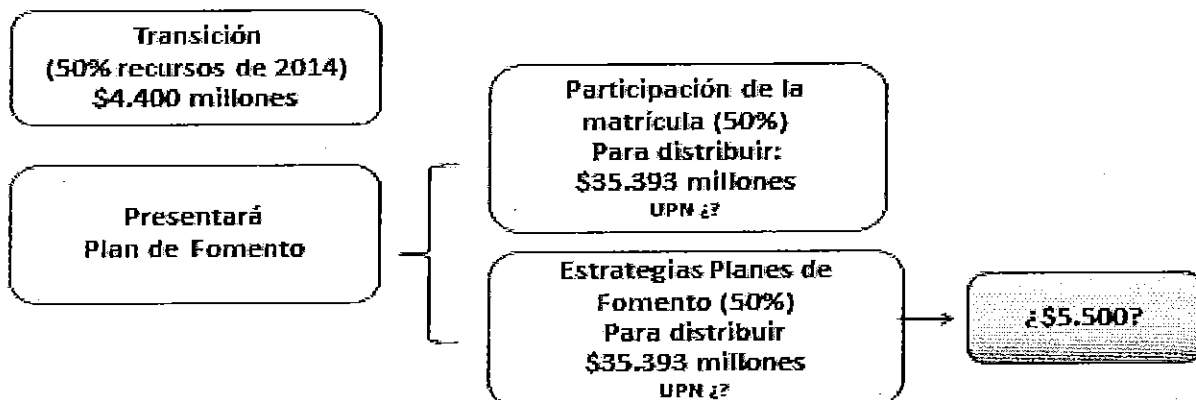 Transición
(50% recursos de 2014)
$4.400 millones
Presentará
Plan de Fomento
Participación de la
matrícula (50%)
Para distribuir:
$35.393 millones
UPN ¿?
Estrategias Planes de
Fomento (50%)
Para distribuir
$35.393 millones
UPN ¿?
¿$5.500?